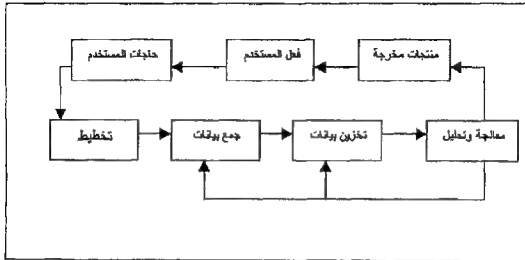 منتجات مخرجة
فعل المستخدم
حاجات المستخدم
معالجة وتحليل
تخزين بيانات
جمع بيانات
تخطيط